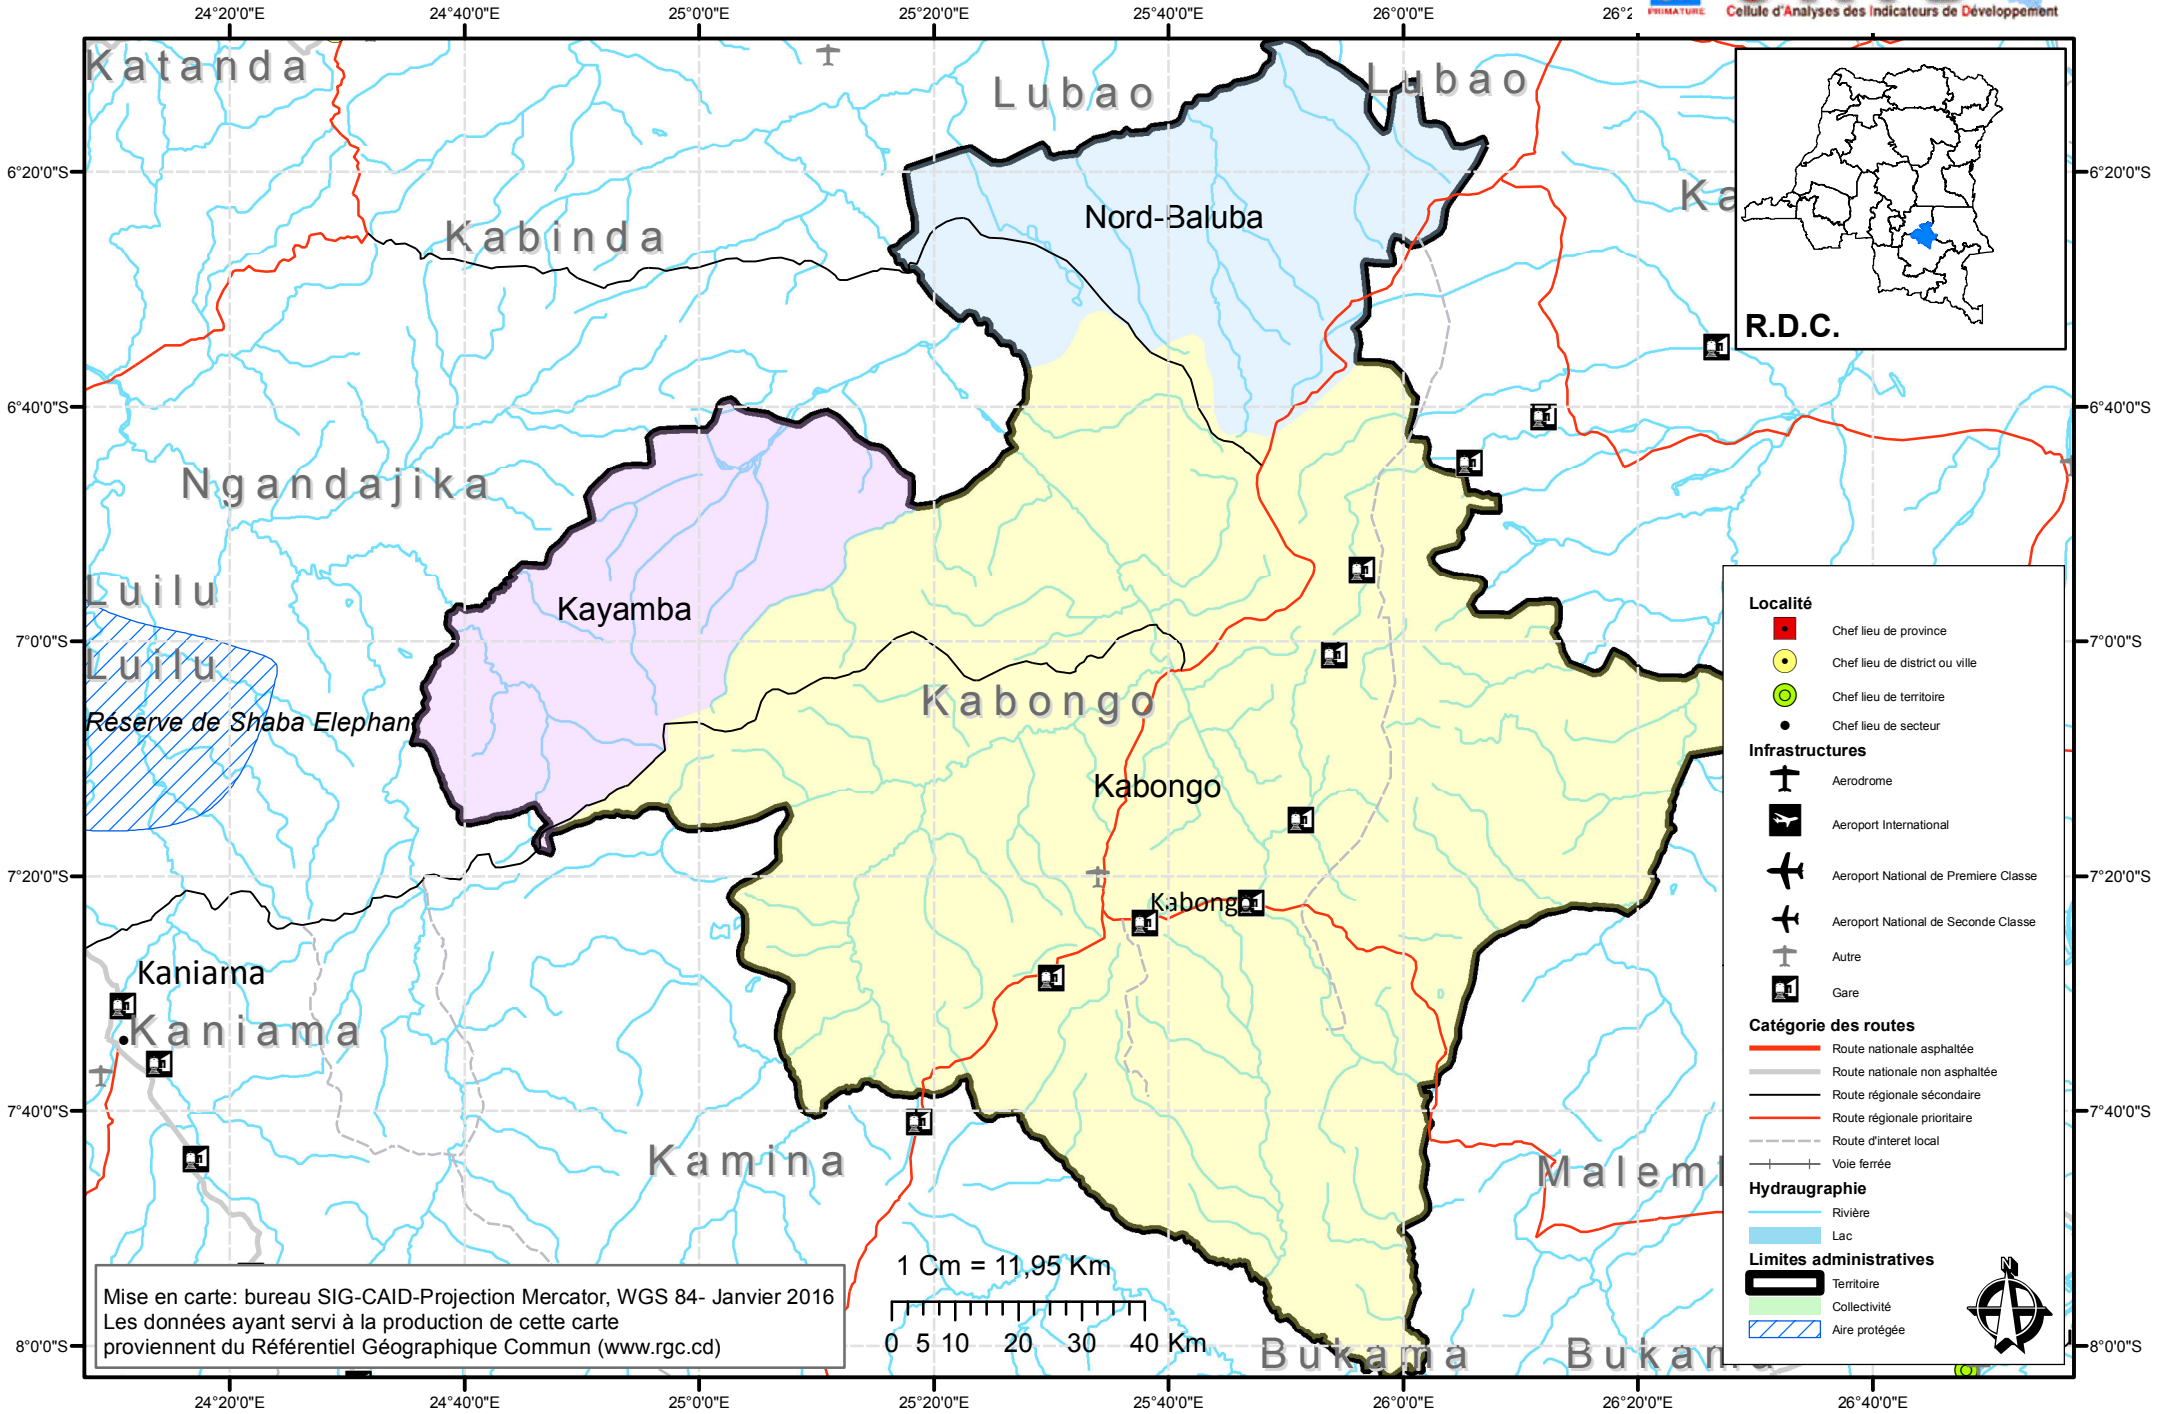 PRIMATURE
Cellule d'Analyses des Indicateurs de Développement
24°20'0"E
24°40'0"E
25°0'0"E
25°20'0"E
25°40'0"E
26°0'0"E
6°20'0"S
6°40'0"S
7°0'0"S
7°20'0"S
7°40'0"S
8°0'0"S
6°20'0"S
6°40'0"S
7°0'0"S
7°20'0"S
7°40'0"S
8°0'0"S
Katanda
Lubao
Lubao
Kabinda
Nord-Baluba
R.D.C.
Ngandajika
Luilu
Luilu
Kayamba
Réserve de Shaba Elephan
Kabongo
Kabongo
Kabongo
Kaniama
Kaniama
Kamina
Bukama
Localité
Chef lieu de province
Chef lieu de district ou ville
Chef lieu de territoire
Chef lieu de secteur
Infrastructures
Aerodrome
Aeroport International
Aeroport National de Premiere Classe
Aeroport National de Seconde Classe
Autre
Gare
Catégorie des routes
Route nationale asphaltée
Route nationale non asphaltée
Route régionale sécondaire
Route régionale prioritaire
Route d'interet local
Voie ferrée
Hydraugraphie
Rivière
Lac
Limites administratives
Territoire
Collectivité
Aire protégée
N
1 Cm = 11,95 Km
0 5 10 20 30 40 Km
Mise en carte: bureau SIG-CAID-Projection Mercator, WGS 84- Janvier 2016
Les données ayant servi à la production de cette carte
proviennent du Référentiel Géographique Commun (www.rgc.cd)
24°20'0"E
24°40'0"E
25°0'0"E
25°20'0"E
25°40'0"E
26°0'0"E
26°20'0"E
26°40'0"E